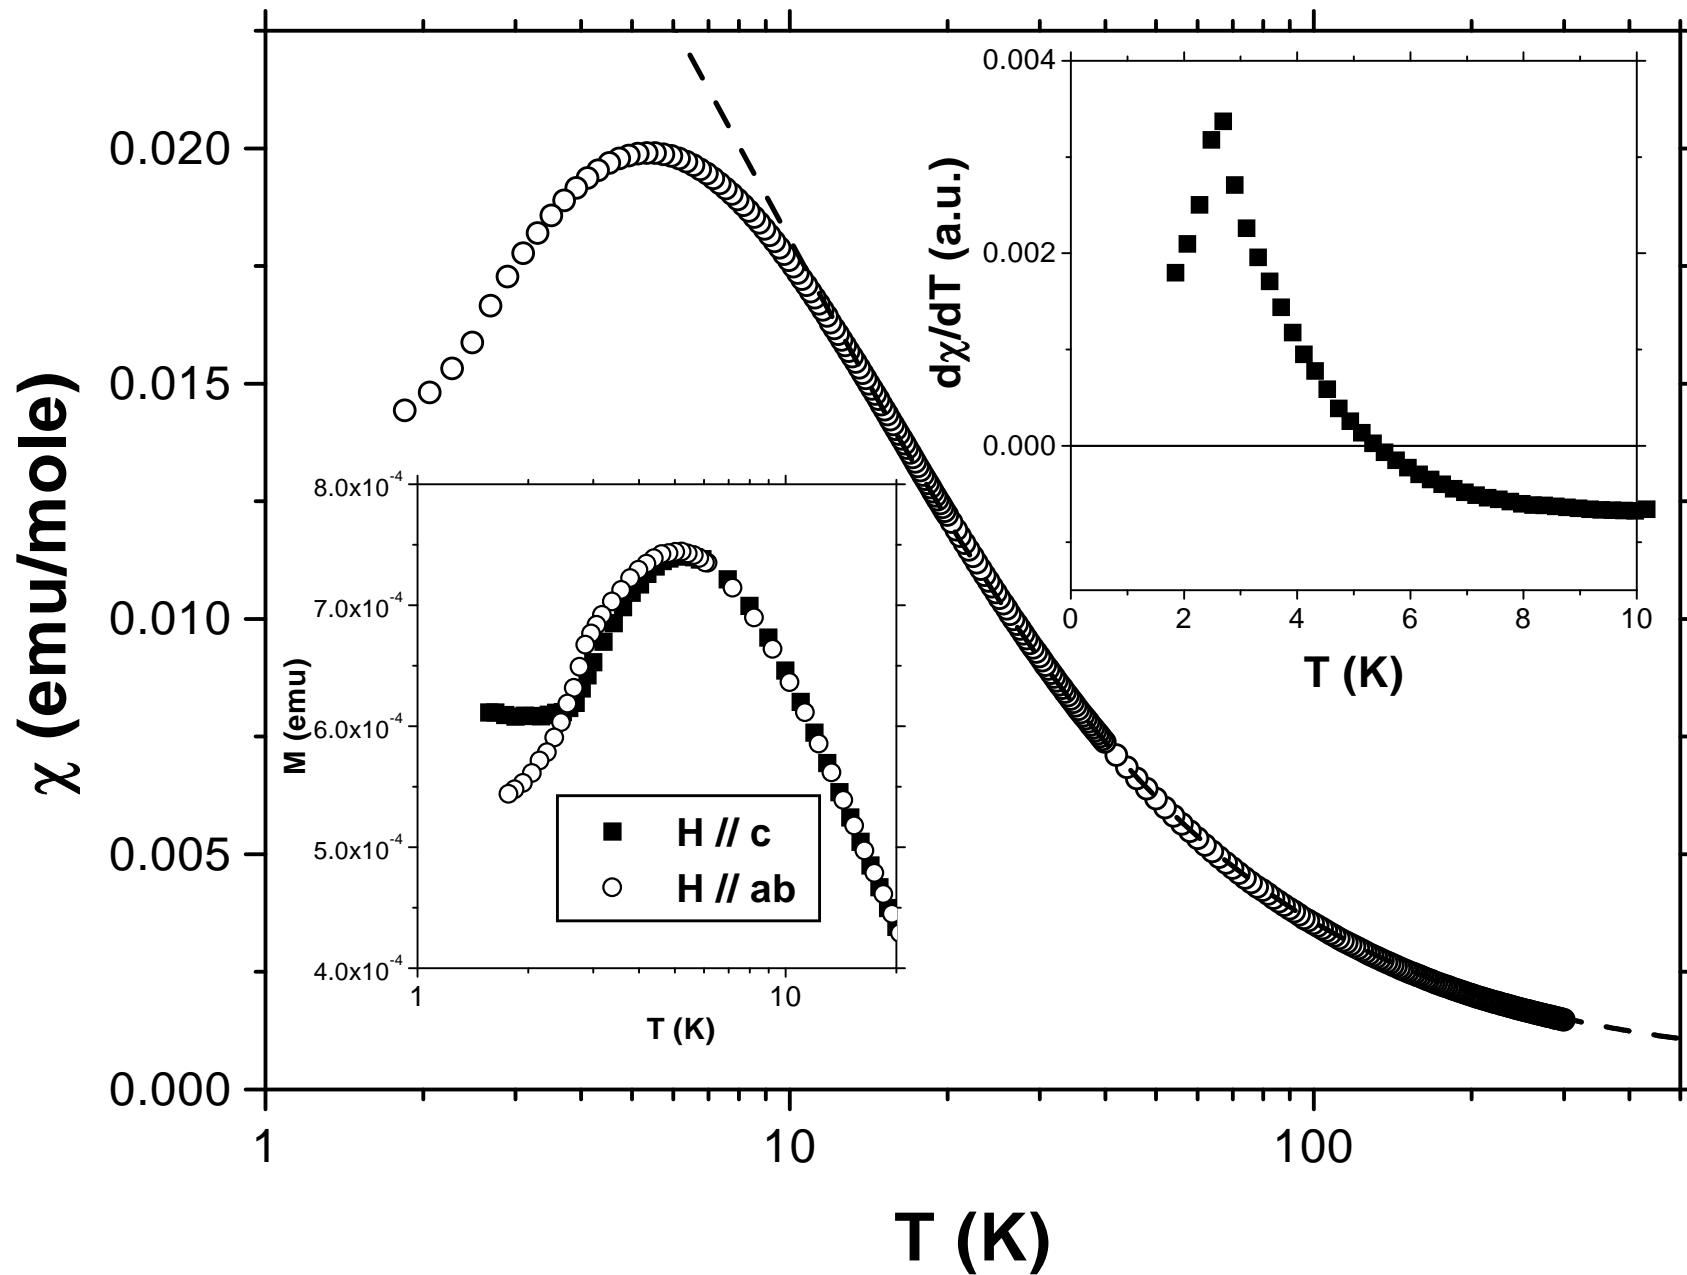 0.020
0.015
0.010
0.005
0.000
χ (emu/mole)
1
10
100
T (K)
0.004
0.002
0.000
dχ/dT (a.u.)
0
2
4
6
8
10
T (K)
8.0x10⁻⁴
7.0x10⁻⁴
6.0x10⁻⁴
5.0x10⁻⁴
4.0x10⁻⁴
M (emu)
H // c
H // ab
1
10
T (K)